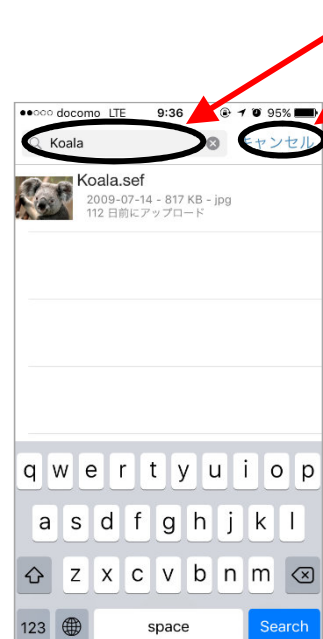 docomo LTE 9:36 95%
Koala キャンセル
Koala.sef
2009-07-14 - 817 KB - jpg
112 日前にアップロード
q w e r t y u i o p
a s d f g h j k l
z x c v b n m
123 space Search